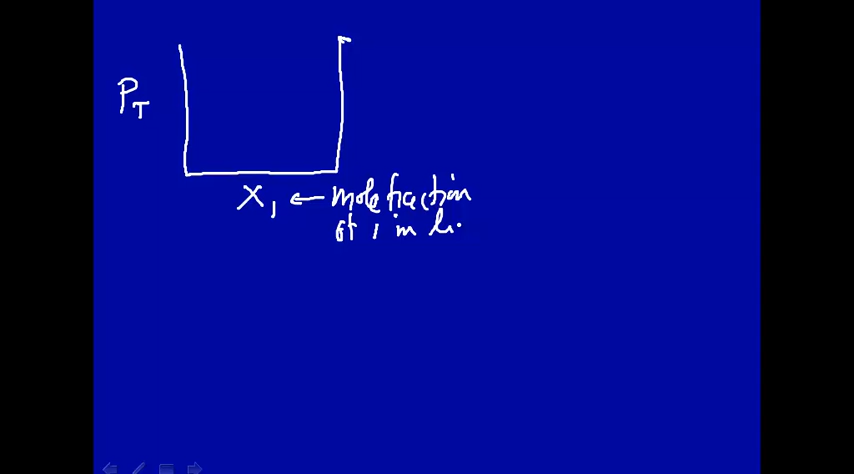 P_T
X_1 ← mole fraction
of 1 in li